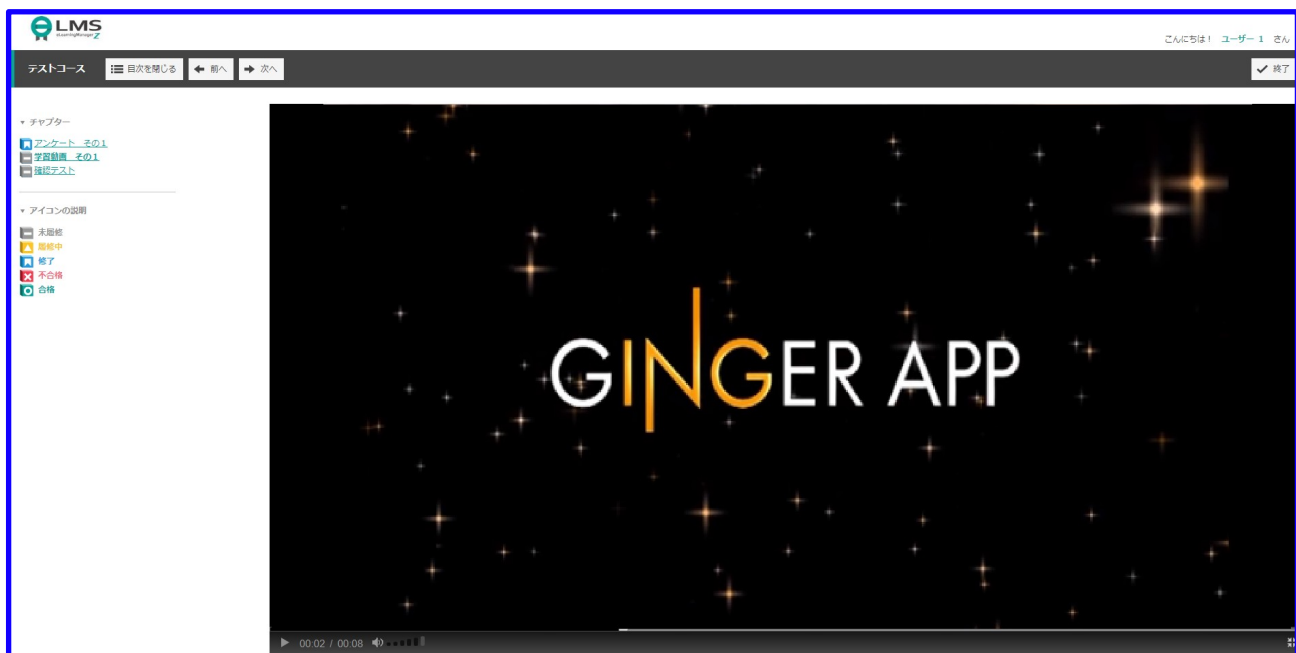 LMS
eLearningManager Z
こんにちは! ユーザー 1 さん
テストコース 目次を閉じる 前へ 次へ 終了
チャプター
アンケート その1
学習動画 その1
確認テスト
アイコンの説明
未履修
履修中
修了
不合格
合格
GINGER APP
00:02 / 00:08